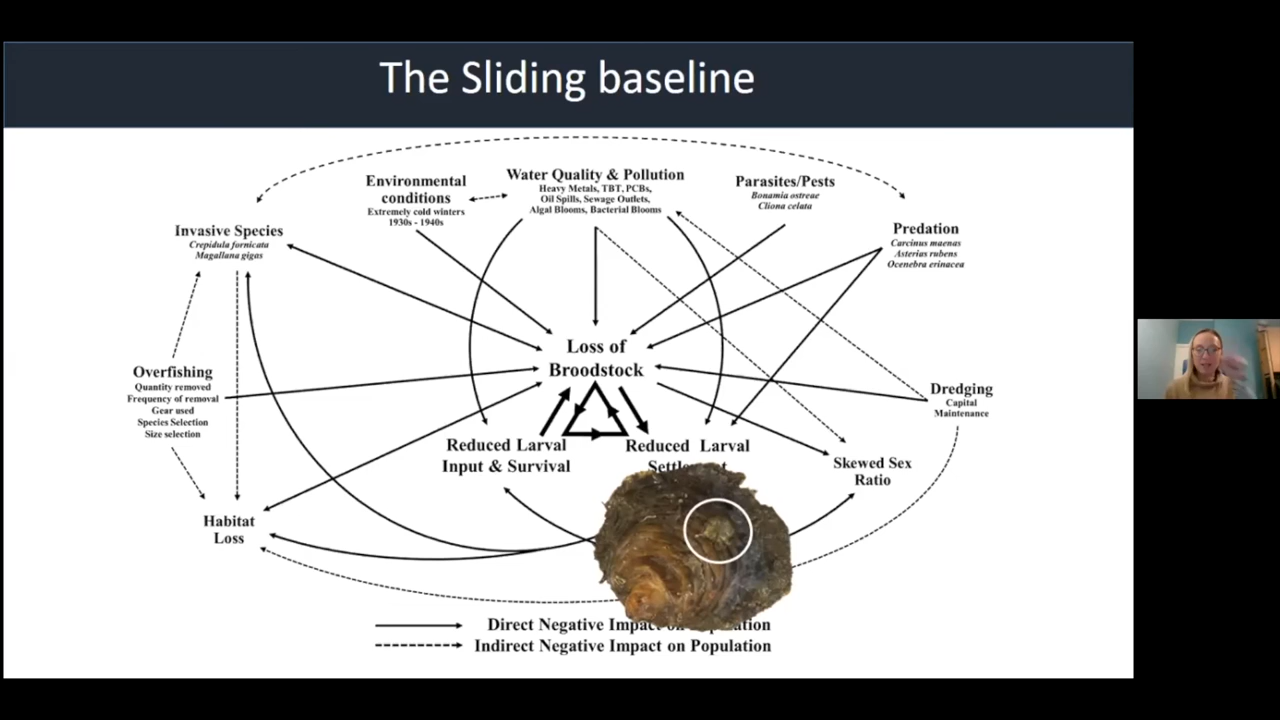 The Sliding baseline
Environmental
conditions
Extremely cold winters
1930s - 1940s
Water Quality & Pollution
Heavy Metals, TBT, PCBs,
Oil Spills, Sewage Outlets,
Algal Blooms, Bacterial Blooms
Parasites/Pests
Bonamia ostreae
Cliona celata
Invasive Species
Crepidula fornicata
Magallana gigas
Predation
Carcinus maenas
Asterias rubens
Ocenebra erinacea
Loss of
Broodstock
Overfishing
Quantity removed
Frequency of removal
Gear used
Species Selection
Size selection
Dredging
Capital
Maintenance
Reduced Larval
Input & Survival
Reduced Larval
Skewed Sex
Ratio
Habitat
Loss
Direct Negative Impact on
Indirect Negative Impact on Population